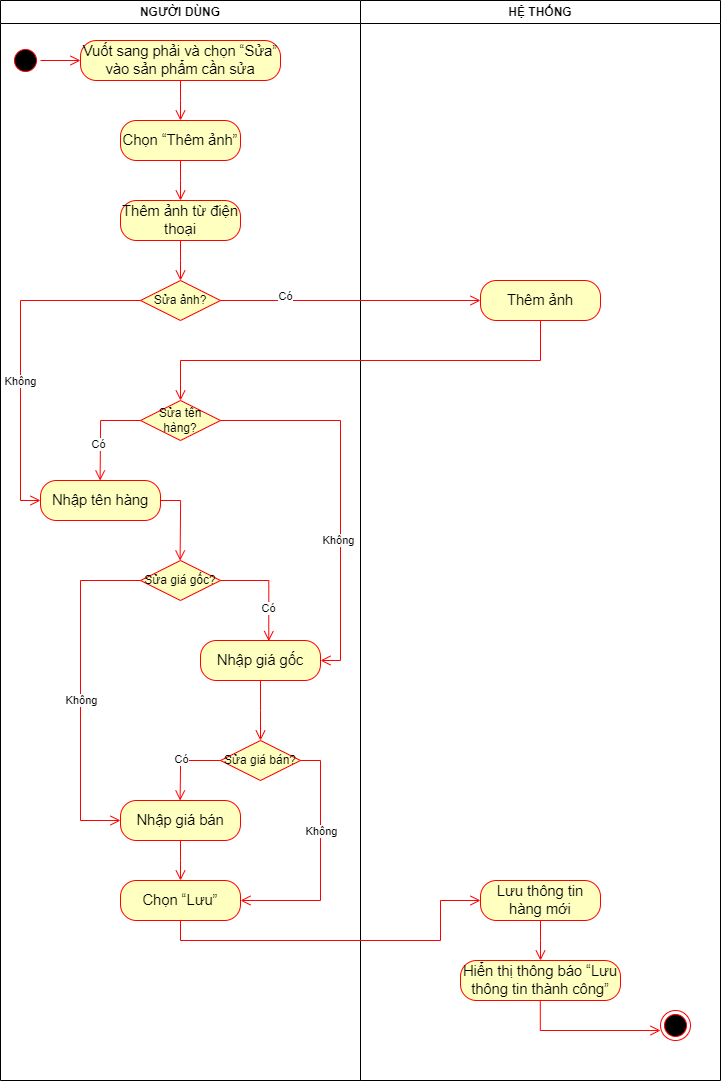 NGƯỜI DÙNG
HỆ THỐNG
Vuốt sang phải và chọn “Sửa”
vào sản phẩm cần sửa
Chọn “Thêm ảnh”
Thêm ảnh từ điện
thoại
Sửa ảnh?
Có
Thêm ảnh
Không
Sửa tên
hàng?
Có
Nhập tên hàng
Không
Sửa giá gốc?
Có
Nhập giá gốc
Không
Sửa giá bán?
Có
Nhập giá bán
Không
Chọn “Lưu”
Lưu thông tin
hàng mới
Hiển thị thông báo “Lưu
thông tin thành công”